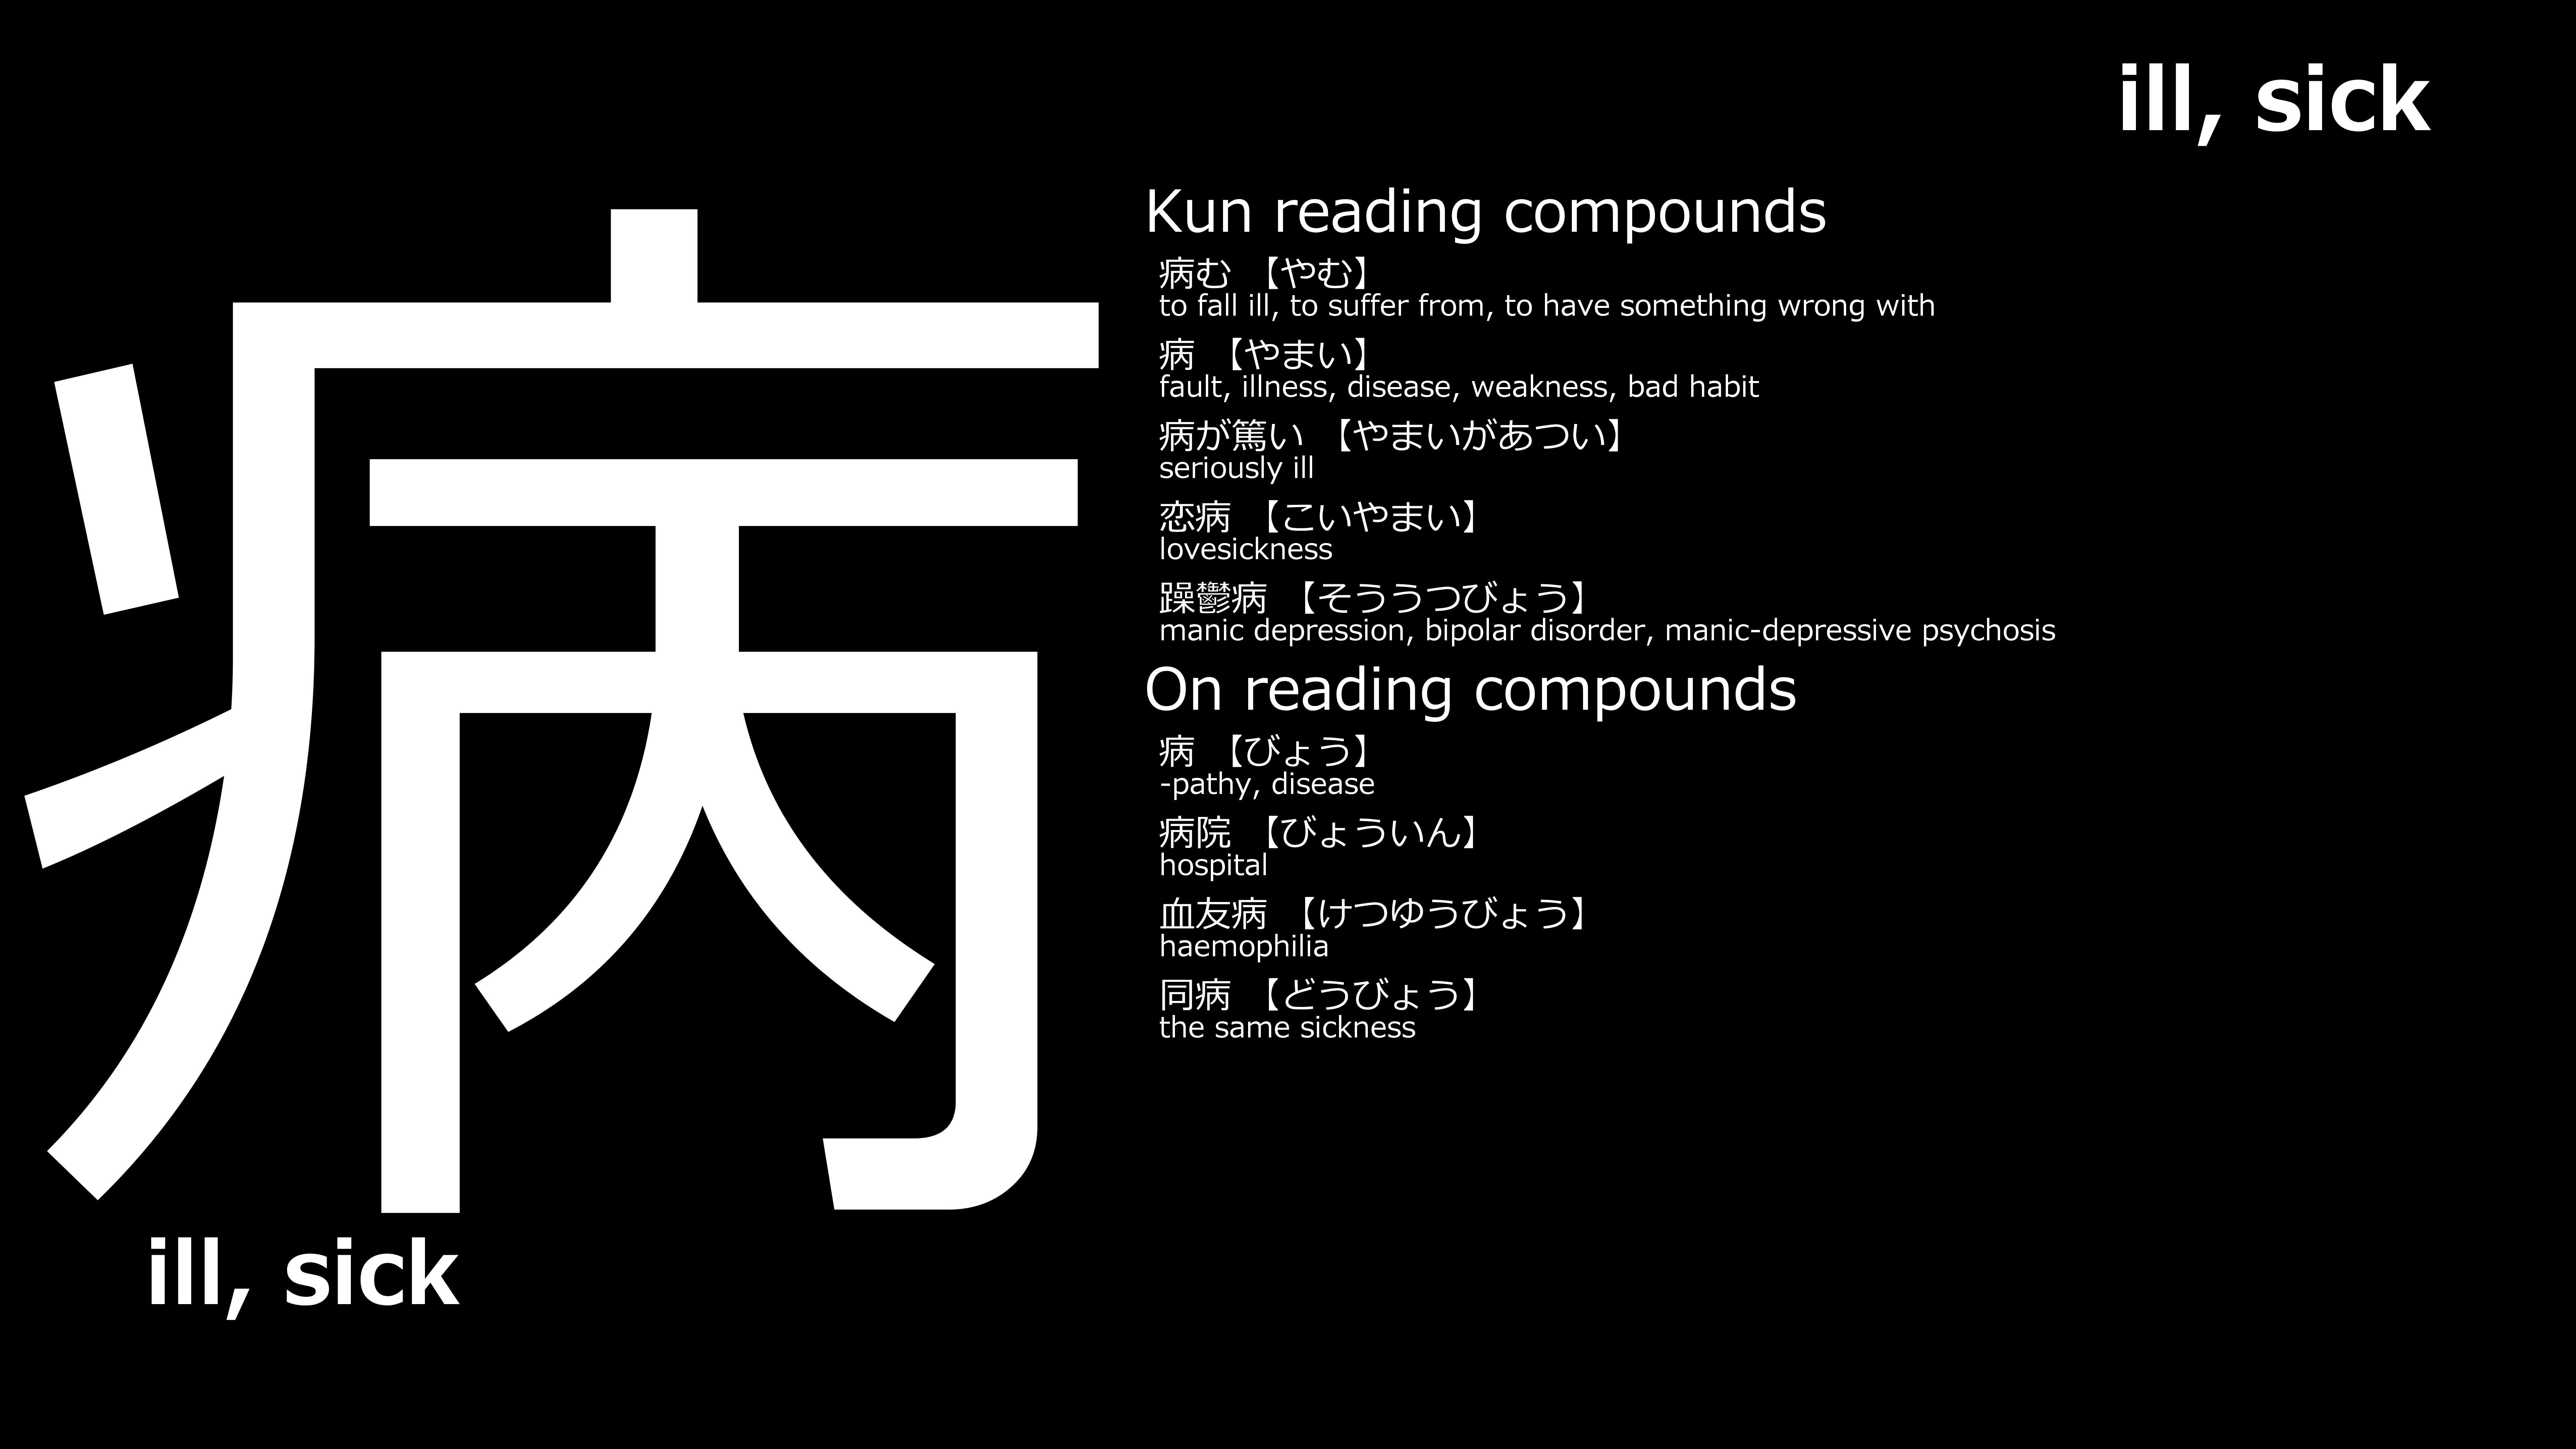 ill, sick
病
ill, sick
Kun reading compounds
病む 【やむ】
to fall ill, to suffer from, to have something wrong with
病 【やまい】
fault, illness, disease, weakness, bad habit
病が篤い 【やまいがあつい】
seriously ill
恋病 【こいやまい】
lovesickness
躁鬱病 【そううつびょう】
manic depression, bipolar disorder, manic-depressive psychosis
On reading compounds
病 【びょう】
-pathy, disease
病院 【びょういん】
hospital
血友病 【けつゆうびょう】
haemophilia
同病 【どうびょう】
the same sickness